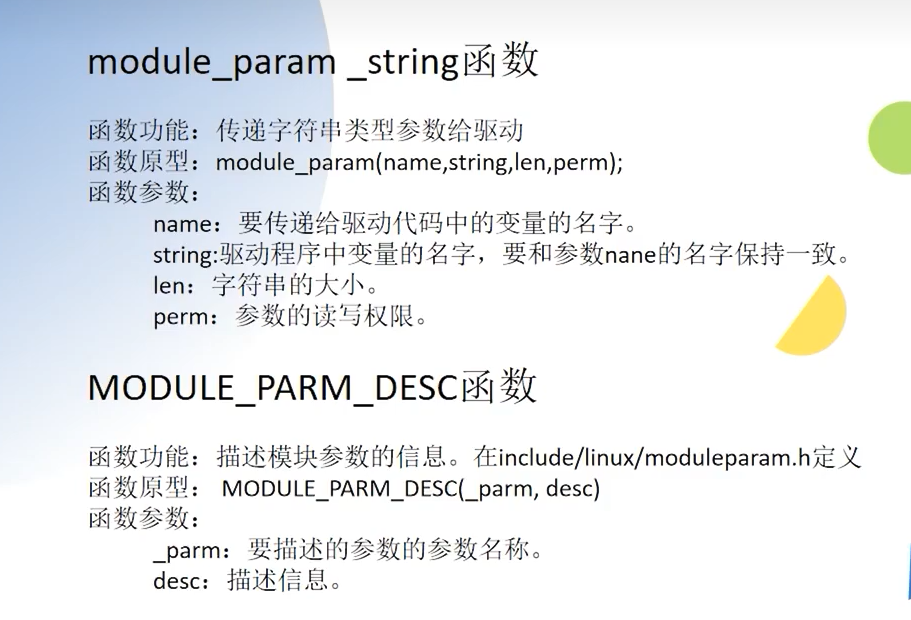 module_param _string函数
函数功能：传递字符串类型参数给驱动
函数原型：module_param(name,string,len,perm);
函数参数：
name：要传递给驱动代码中的变量的名字。
string:驱动程序中变量的名字，要和参数nane的名字保持一致。
len：字符串的大小。
perm：参数的读写权限。
MODULE_PARM_DESC函数
函数功能：描述模块参数的信息。在include/linux/moduleparam.h定义
函数原型： MODULE_PARM_DESC(_parm, desc)
函数参数：
_parm：要描述的参数的参数名称。
desc：描述信息。